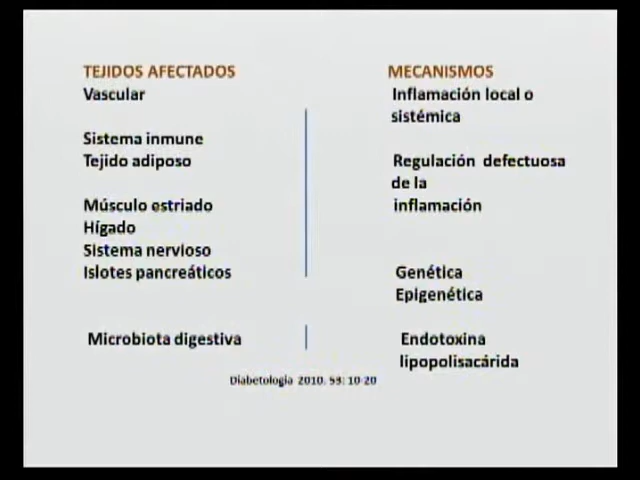 TEJIDOS AFECTADOS
Vascular
Sistema inmune
Tejido adiposo
Músculo estriado
Hígado
Sistema nervioso
Islotes pancreáticos
Microbiota digestiva
MECANISMOS
Inflamación local o
sistémica
Regulación defectuosa
de la
inflamación
Genética
Epigenética
Endotoxina
lipopolisacárida
Diabetologia 2010. 53: 10-20